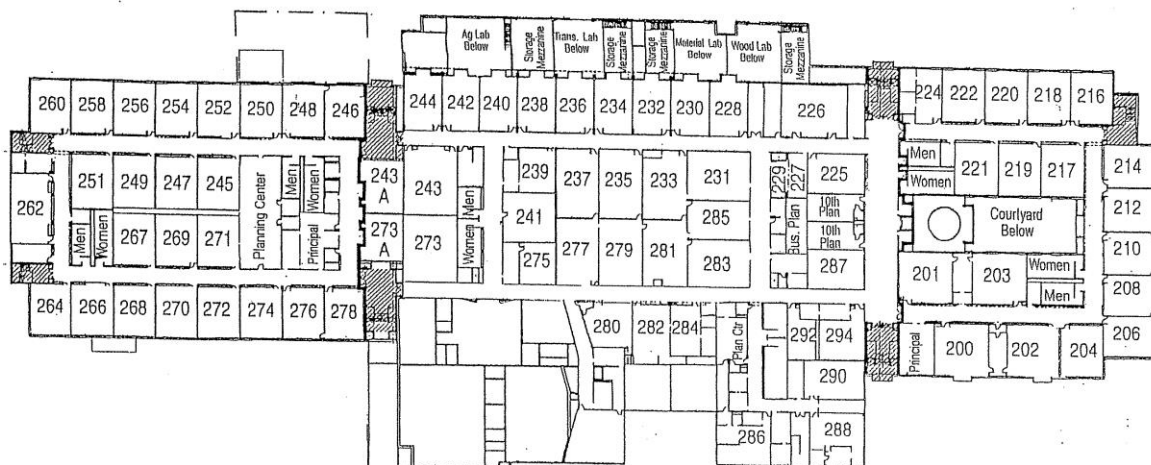 Ag Lab
Below
Storage
Mezzanine
Trans. Lab
Below
Storage
Mezzanine
Storage
Mezzanine
Material Lab
Below
Wood Lab
Below
Storage
Mezzanine
260 258 256 254 252 250 248 246
244 242 240 238 236 234 232 230 228 226
224 222 220 218 216
262
251 249 247 245
Men
Women
267 269 271
Planning Center
Men
Women
Principal
243
A
273
A
243
273
Men
Women
239
241
275
237 235 233 231
285
277 279 281 283
229
227
Bus. Plan
225
10th
Plan
10th
Plan
287
Men
Women
221 219 217
Courtyard
Below
201 203
Women
Men
214
212
210
208
206
264 266 268 270 272 274 276 278
280 282 284
Plan Ctr
292 294
290
286 288
Principal
200 202 204